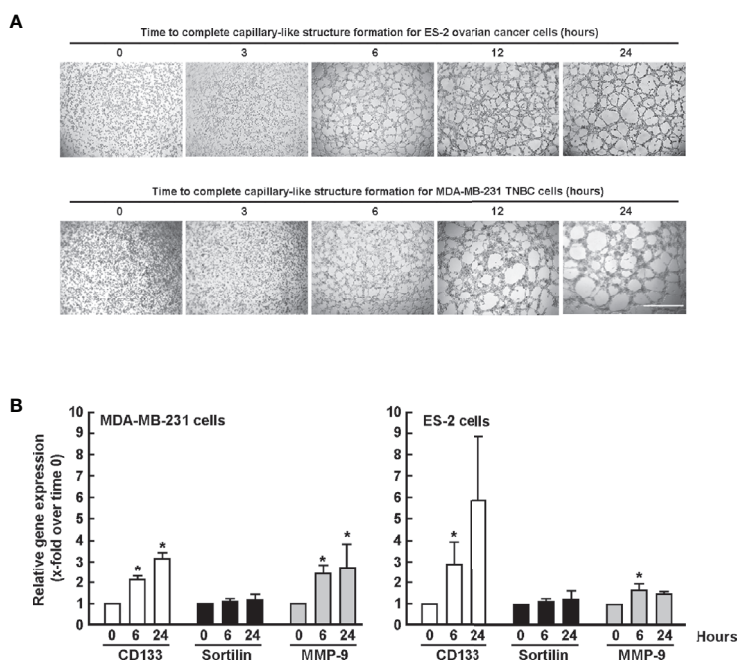 A
Time to complete capillary-like structure formation for ES-2 ovarian cancer cells (hours)
0 3 6 12 24
Time to complete capillary-like structure formation for MDA-MB-231 TNBC cells (hours)
0 3 6 12 24
B
Relative gene expression
(x-fold over time 0)
10
9
8
7
6
5
4
3
2
1
0
MDA-MB-231 cells
* * * *
0 6 24 0 6 24 0 6 24
CD133 Sortilin MMP-9
10
9
8
7
6
5
4
3
2
1
0
ES-2 cells
* *
0 6 24 0 6 24 0 6 24 Hours
CD133 Sortilin MMP-9